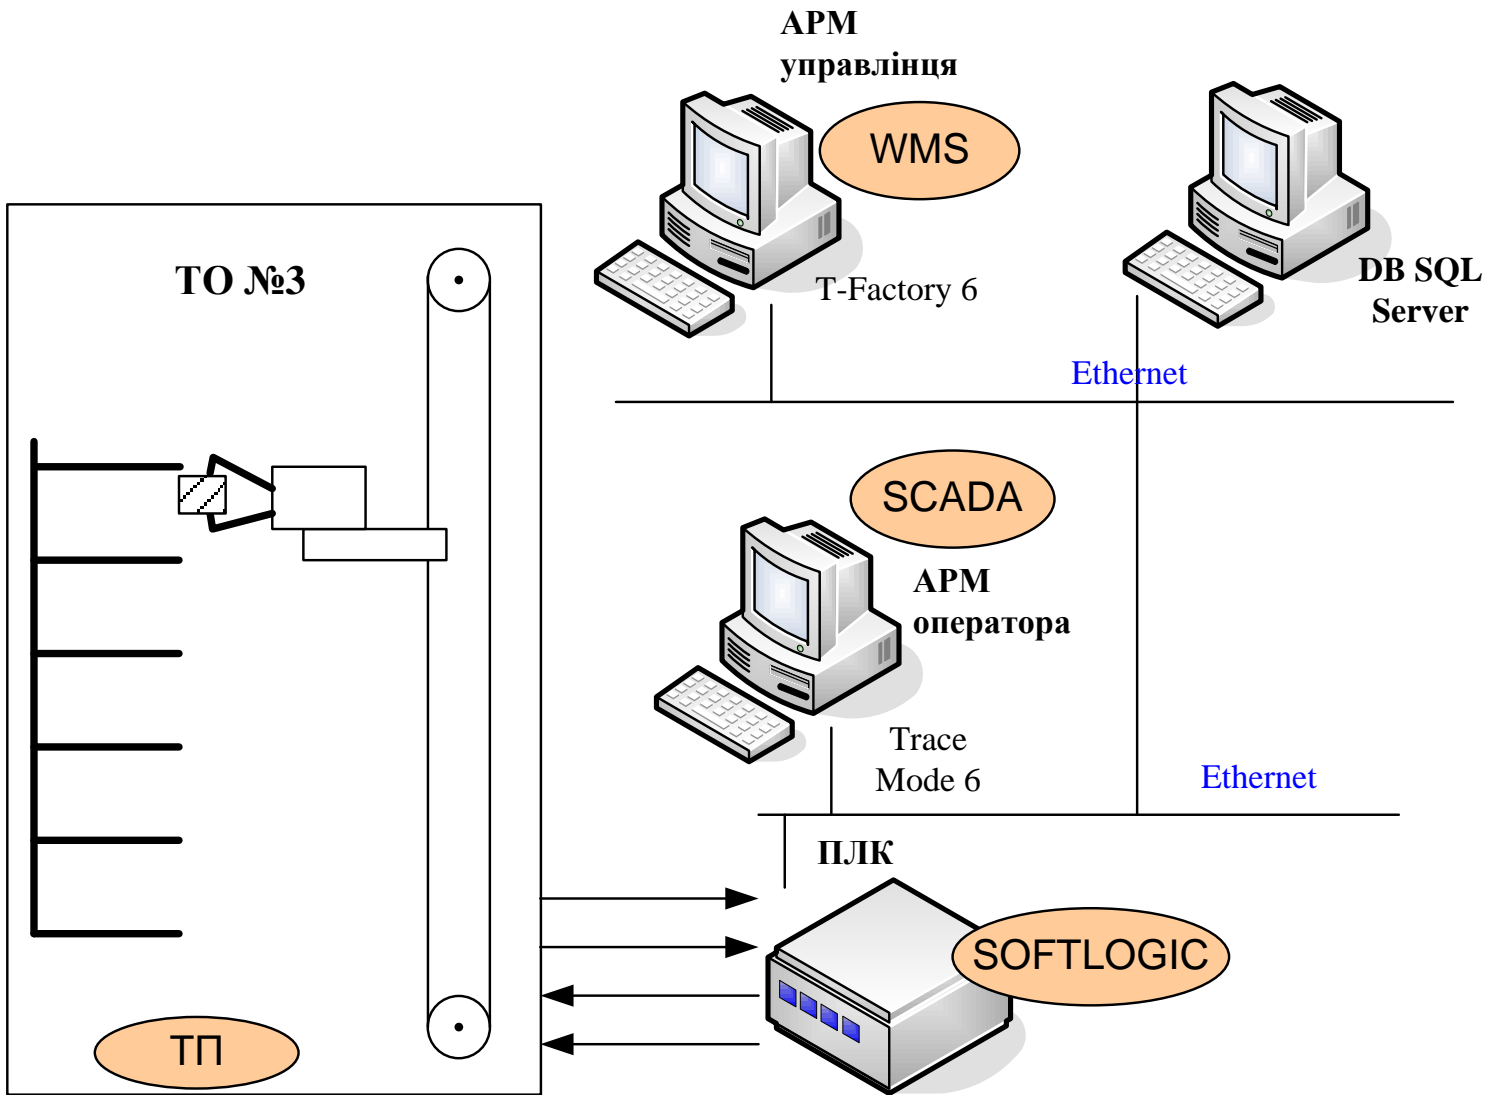 АРМ
управлінця
WMS
ТО №3
T-Factory 6
DB SQL
Server
Ethernet
SCADA
АРМ
оператора
Trace
Mode 6
Ethernet
ПЛК
SOFTLOGIC
ТП